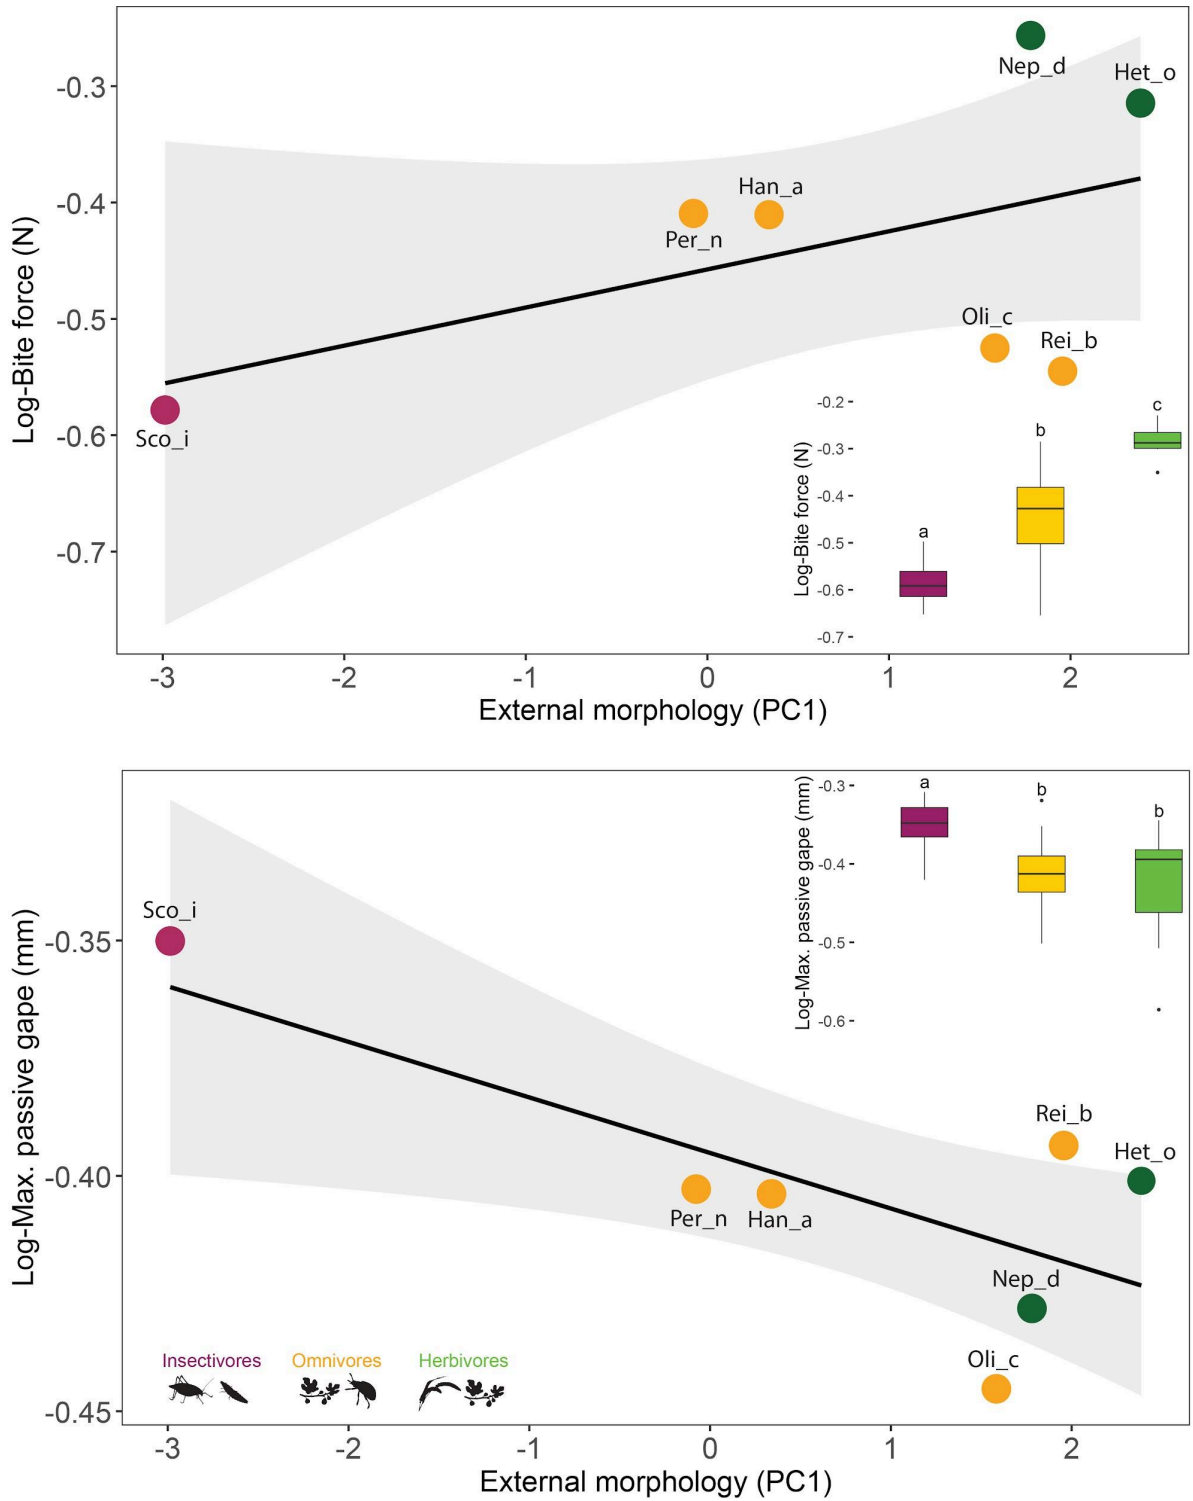 Log-Bite force (N)
-0.3
-0.4
-0.5
-0.6
-0.7
Nep_d
Het_o
Han_a
Per_n
Oli_c
Rei_b
Sco_i
Log-Bite force (N)
-0.2
-0.3
-0.4
-0.5
-0.6
-0.7
a
b
c
-3
-2
-1
0
1
2
External morphology (PC1)
Log-Max. passive gape (mm)
-0.35
-0.40
-0.45
Log-Max. passive gape (mm)
-0.3
-0.4
-0.5
-0.6
a
b
b
Sco_i
Rei_b
Het_o
Per_n
Han_a
Nep_d
Oli_c
Insectivores
Omnivores
Herbivores
-3
-2
-1
0
1
2
External morphology (PC1)